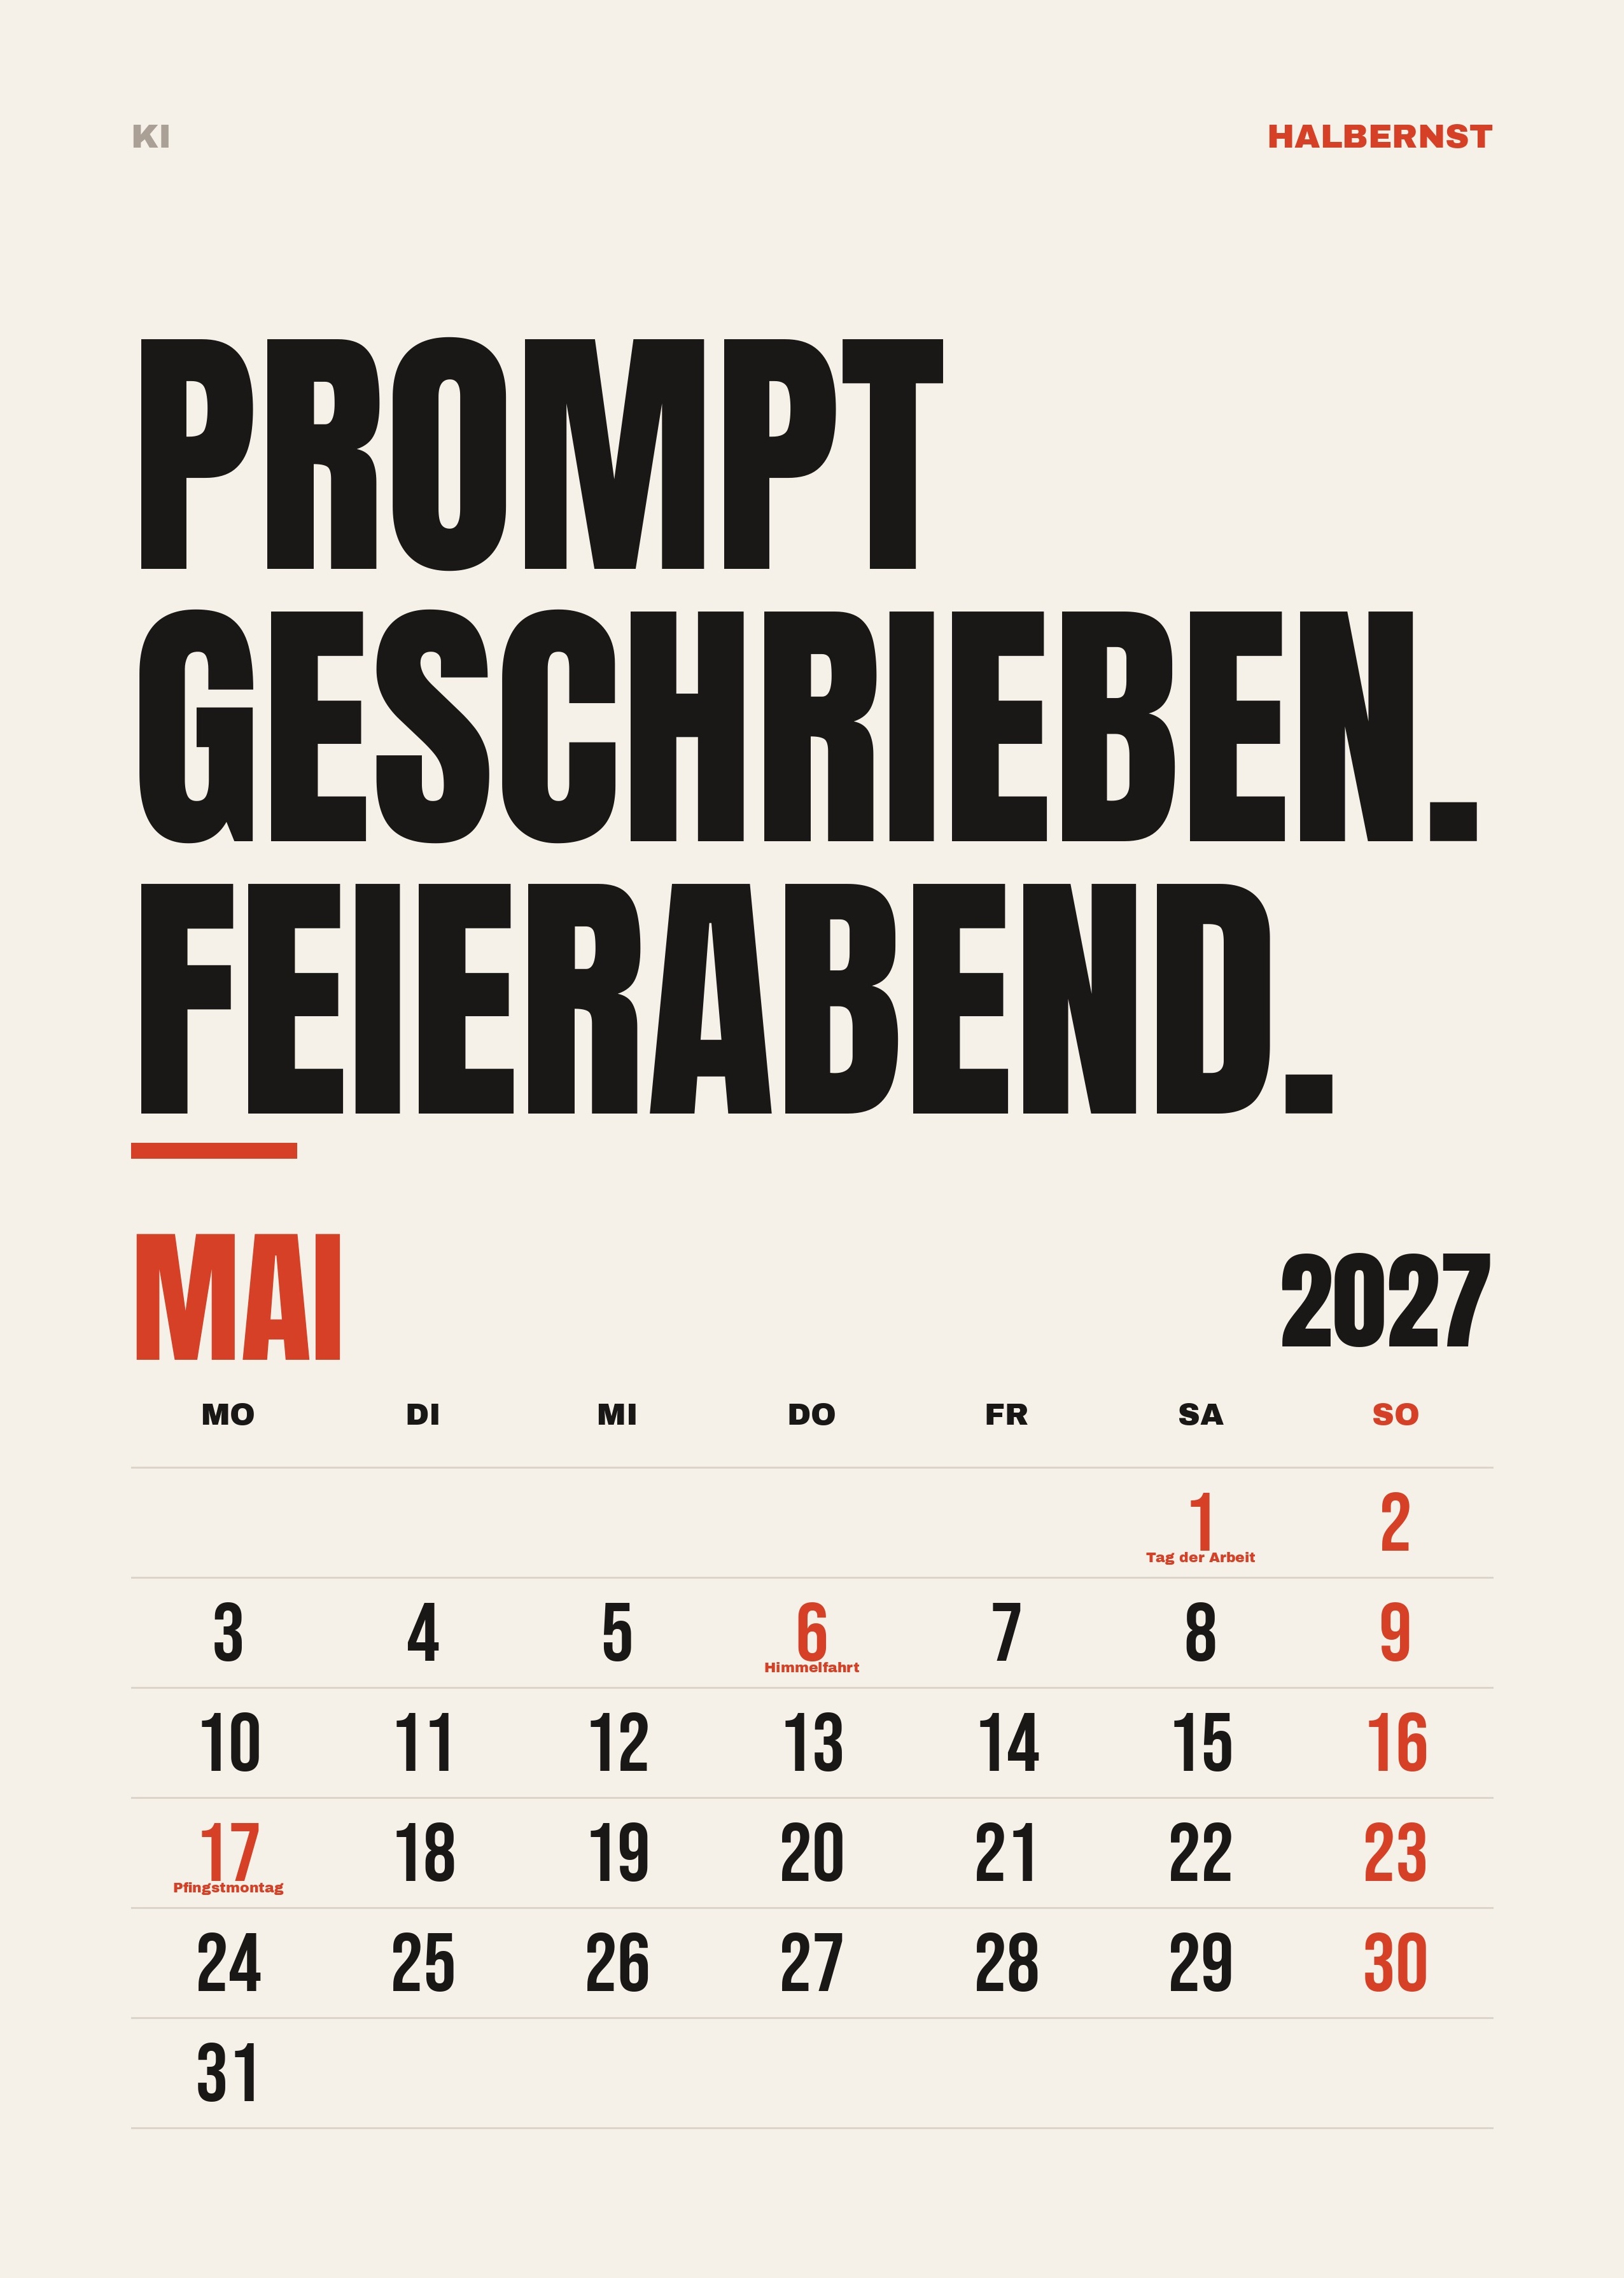 KI HALBERNST
PROMPT
GESCHRIEBEN.
FEIERABEND.
MAI 2027
MO DI MI DO FR SA SO
1 2
Tag der Arbeit
3 4 5 6 7 8 9
Himmelfahrt
10 11 12 13 14 15 16
17 18 19 20 21 22 23
Pfingstmontag
24 25 26 27 28 29 30
31